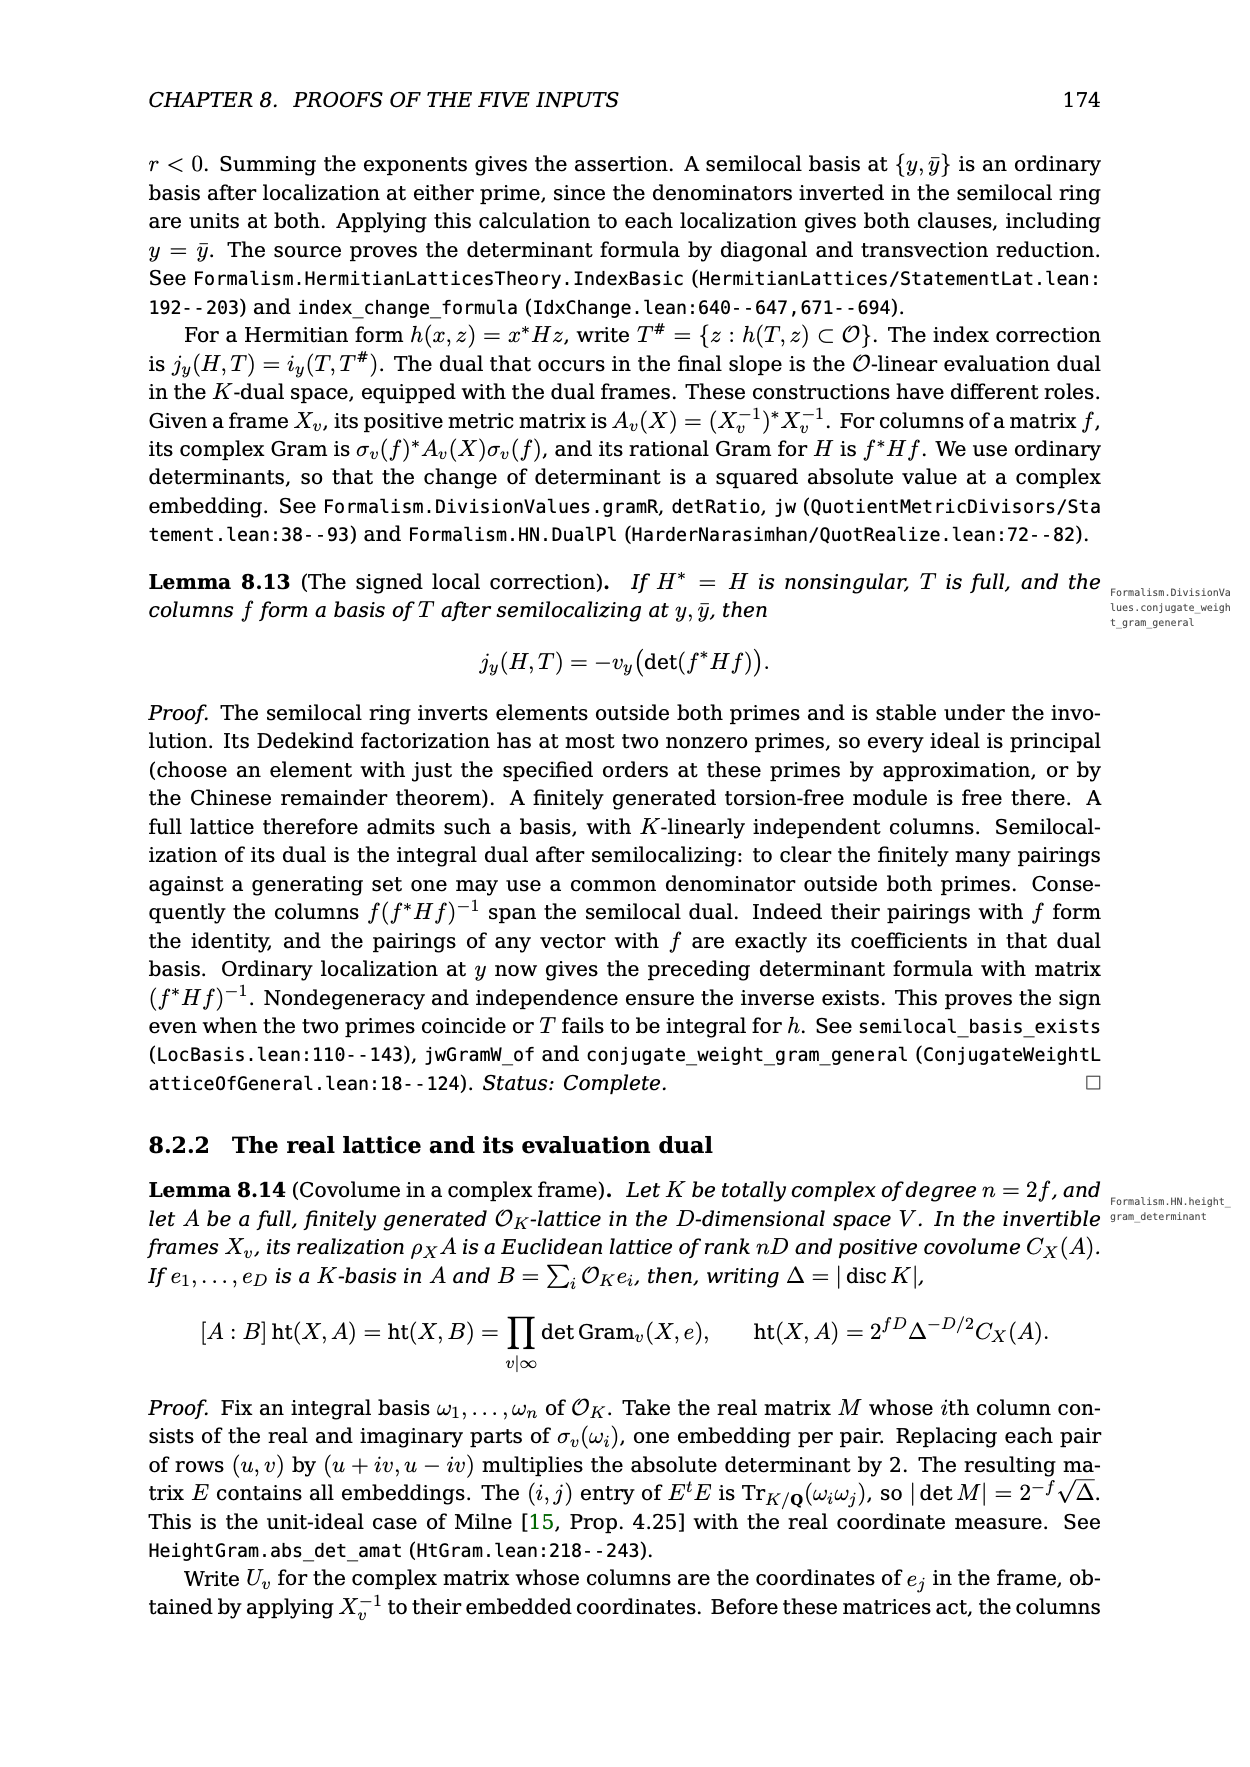 CHAPTER 8. PROOFS OF THE FIVE INPUTS 174
r < 0. Summing the exponents gives the assertion. A semilocal basis at {y, ȳ} is an ordinary
basis after localization at either prime, since the denominators inverted in the semilocal ring
are units at both. Applying this calculation to each localization gives both clauses, including
y = ȳ. The source proves the determinant formula by diagonal and transvection reduction.
See Formalism.HermitianLatticesTheory.IndexBasic (HermitianLattices/StatementLat.lean:
192--203) and index_change_formula (IdxChange.lean:640--647,671--694).
For a Hermitian form h(x, z) = x*Hz, write T^# = {z : h(T, z) ⊂ 𝒪}. The index correction
is j_y(H, T) = i_y(T, T^#). The dual that occurs in the final slope is the 𝒪-linear evaluation dual
in the K-dual space, equipped with the dual frames. These constructions have different roles.
Given a frame X_v, its positive metric matrix is A_v(X) = (X_v^{-1})*X_v^{-1}. For columns of a matrix f,
its complex Gram is σ_v(f)*A_v(X)σ_v(f), and its rational Gram for H is f*Hf. We use ordinary
determinants, so that the change of determinant is a squared absolute value at a complex
embedding. See Formalism.DivisionValues.gramR, detRatio, jw (QuotientMetricDivisors/Sta
tement.lean:38--93) and Formalism.HN.DualPl (HarderNarasimhan/QuotRealize.lean:72--82).
Lemma 8.13 (The signed local correction). If H* = H is nonsingular, T is full, and the
columns f form a basis of T after semilocalizing at y, ȳ, then
Formalism.DivisionVa
lues.conjugate_weigh
t_gram_general
j_y(H, T) = −v_y(det(f*Hf)).
Proof. The semilocal ring inverts elements outside both primes and is stable under the invo-
lution. Its Dedekind factorization has at most two nonzero primes, so every ideal is principal
(choose an element with just the specified orders at these primes by approximation, or by
the Chinese remainder theorem). A finitely generated torsion-free module is free there. A
full lattice therefore admits such a basis, with K-linearly independent columns. Semilocal-
ization of its dual is the integral dual after semilocalizing: to clear the finitely many pairings
against a generating set one may use a common denominator outside both primes. Conse-
quently the columns f(f*Hf)^{-1} span the semilocal dual. Indeed their pairings with f form
the identity, and the pairings of any vector with f are exactly its coefficients in that dual
basis. Ordinary localization at y now gives the preceding determinant formula with matrix
(f*Hf)^{-1}. Nondegeneracy and independence ensure the inverse exists. This proves the sign
even when the two primes coincide or T fails to be integral for h. See semilocal_basis_exists
(LocBasis.lean:110--143), jwGramW_of and conjugate_weight_gram_general (ConjugateWeightL
atticeOfGeneral.lean:18--124). Status: Complete. □
8.2.2 The real lattice and its evaluation dual
Lemma 8.14 (Covolume in a complex frame). Let K be totally complex of degree n = 2f, and
let A be a full, finitely generated 𝒪_K-lattice in the D-dimensional space V. In the invertible
frames X_v, its realization ρ_X A is a Euclidean lattice of rank nD and positive covolume C_X(A).
If e_1, . . . , e_D is a K-basis in A and B = ∑_i 𝒪_K e_i, then, writing Δ = | disc K|,
Formalism.HN.height_
gram_determinant
[A : B] ht(X, A) = ht(X, B) = ∏_{v|∞} det Gram_v(X, e), ht(X, A) = 2^{fD} Δ^{-D/2} C_X(A).
Proof. Fix an integral basis ω_1, . . . , ω_n of 𝒪_K. Take the real matrix M whose ith column con-
sists of the real and imaginary parts of σ_v(ω_i), one embedding per pair. Replacing each pair
of rows (u, v) by (u + iv, u − iv) multiplies the absolute determinant by 2. The resulting ma-
trix E contains all embeddings. The (i, j) entry of E^tE is Tr_{K/Q}(ω_iω_j), so | det M| = 2^{-f}√Δ.
This is the unit-ideal case of Milne [15, Prop. 4.25] with the real coordinate measure. See
HeightGram.abs_det_amat (HtGram.lean:218--243).
Write U_v for the complex matrix whose columns are the coordinates of e_j in the frame, ob-
tained by applying X_v^{-1} to their embedded coordinates. Before these matrices act, the columns